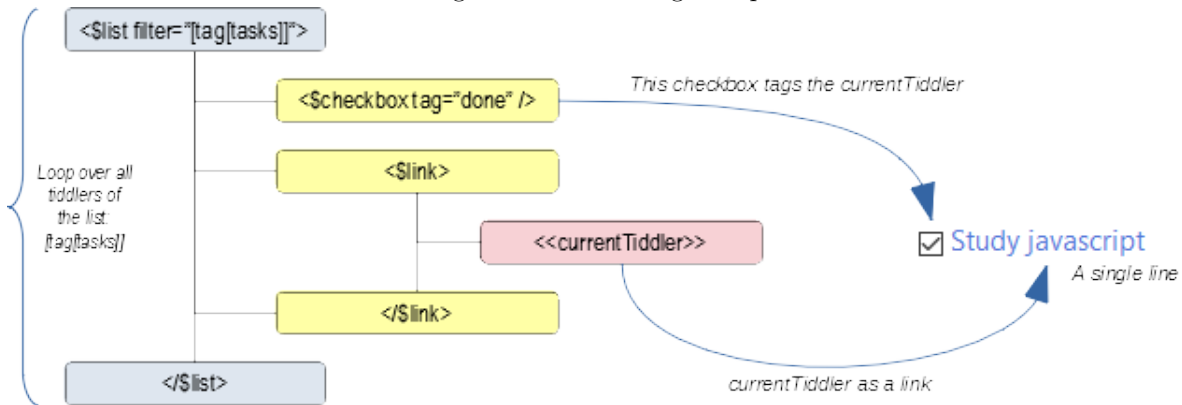 <$list filter="[tag[tasks]]">
This checkbox tags the currentTiddler
<$checkbox tag="done" />
Loop over all
tiddlers of
the list:
[tag[tasks]]
<$link>
<<currentTiddler>>
Study javascript
A single line
</$link>
</$list>
currentTiddler as a link